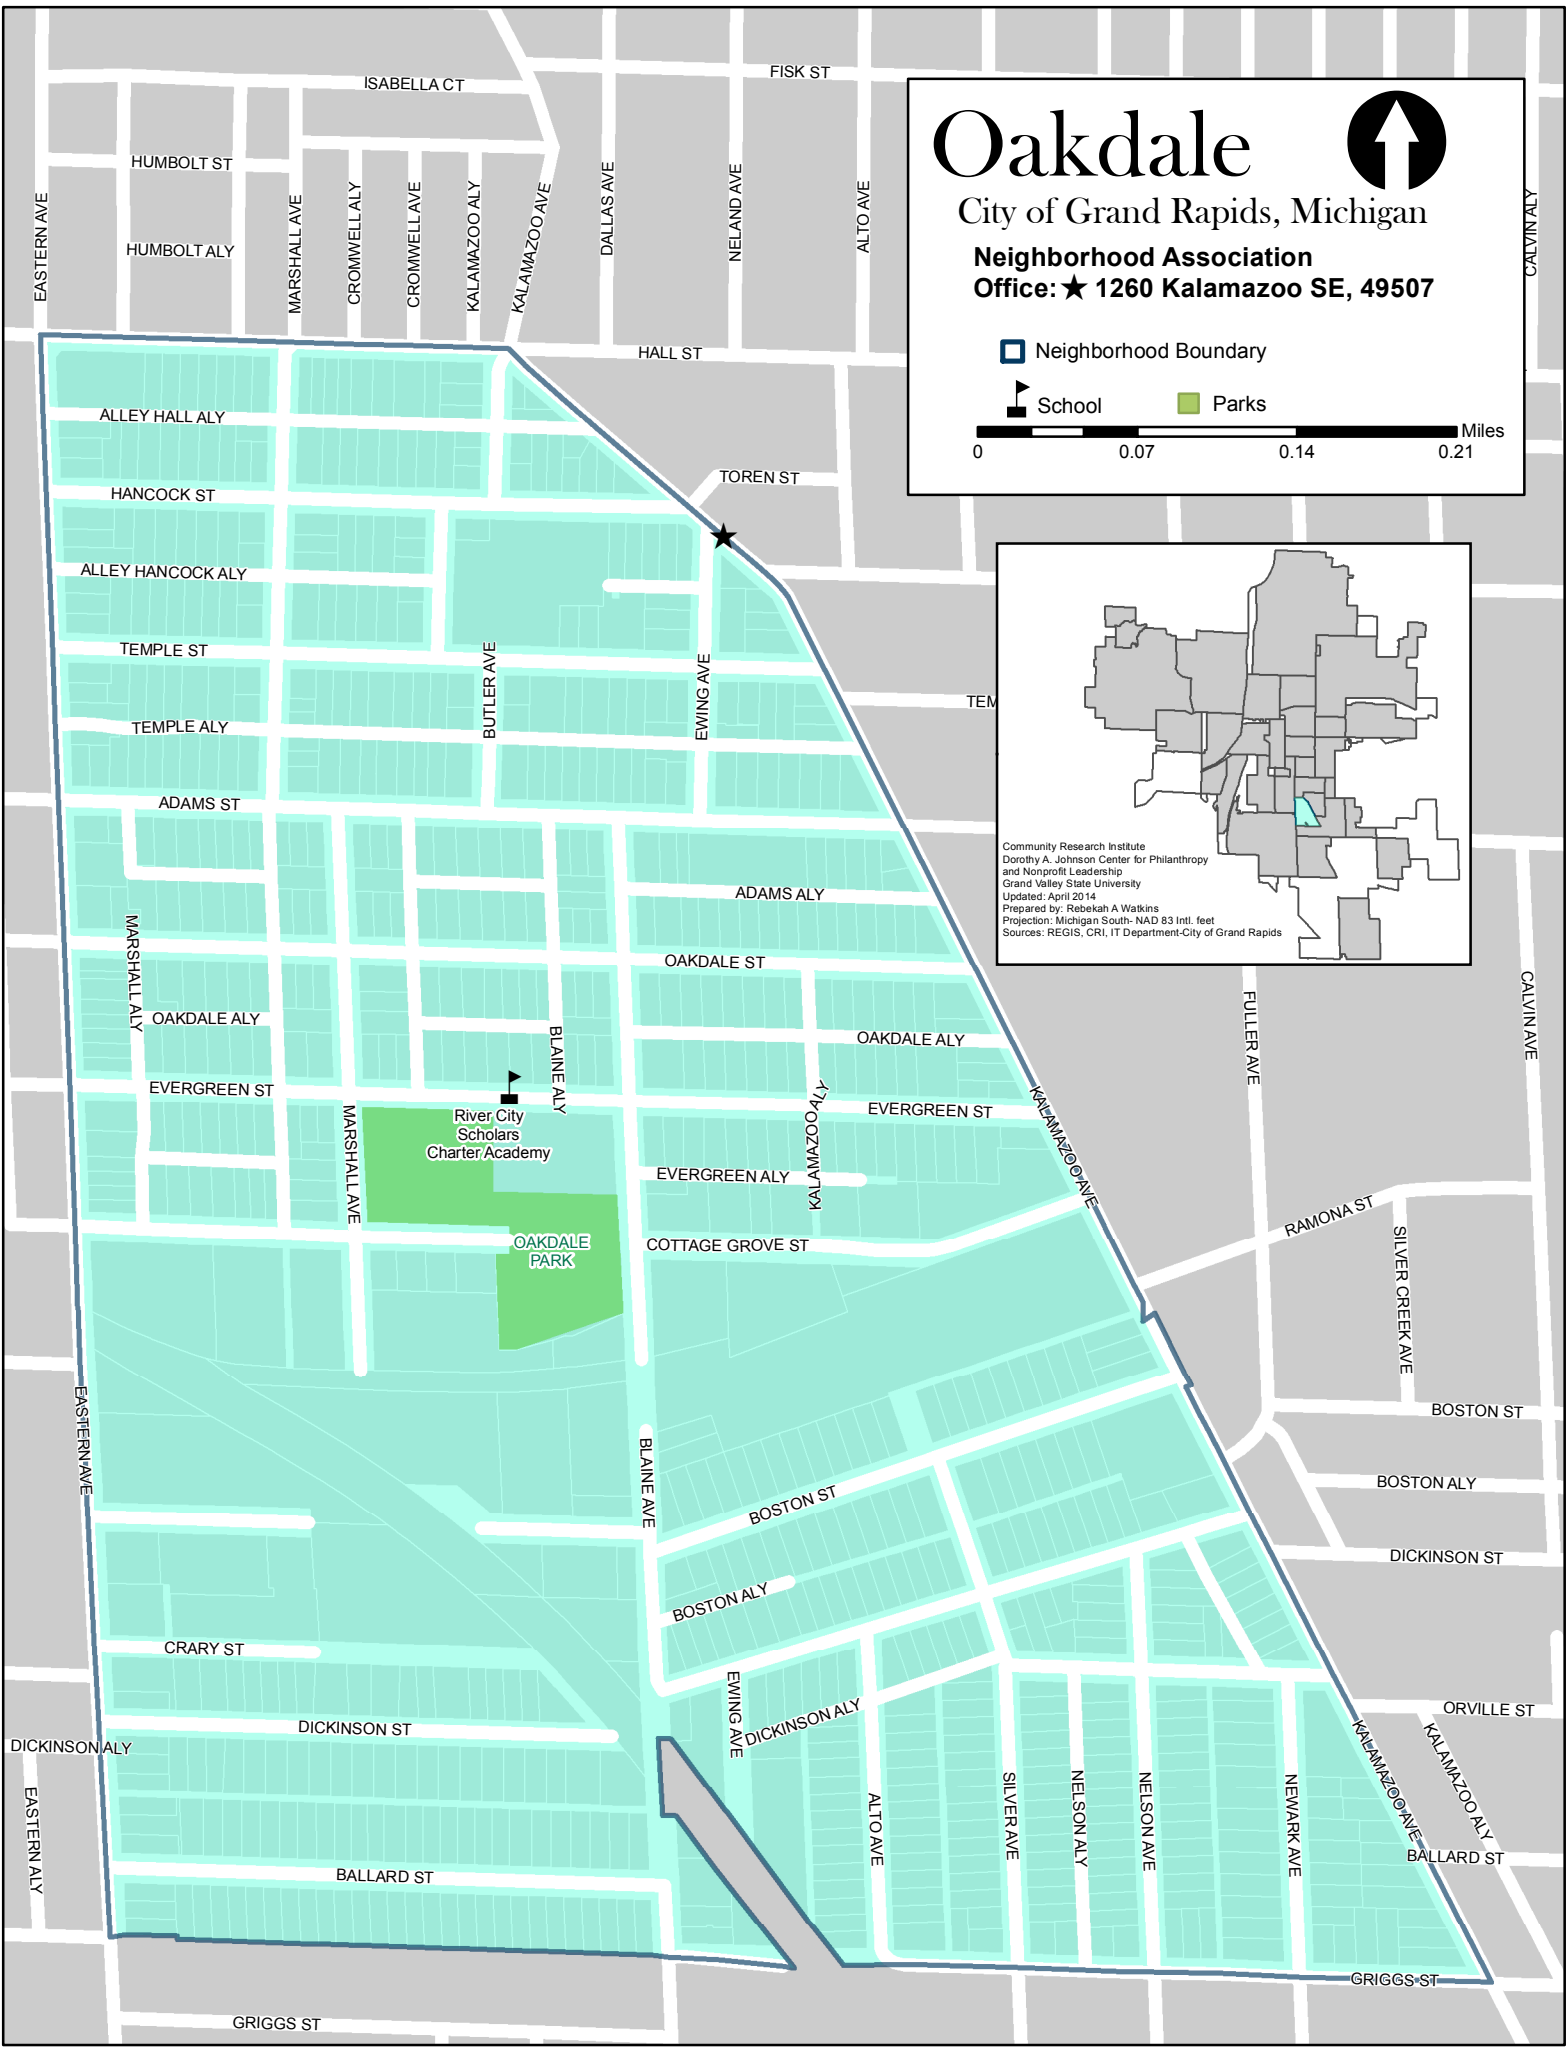 FISK ST
ISABELLA CT
HUMBOLT ST
HUMBOLT ALY
EASTERN AVE
MARSHALL AVE
CROMWELL ALY
CROMWELL AVE
KALAMAZOO ALY
KALAMAZOO AVE
DALLAS AVE
NELAND AVE
ALTO AVE
CALVIN ALY
Oakdale
City of Grand Rapids, Michigan
Neighborhood Association
Office: ★ 1260 Kalamazoo SE, 49507
Neighborhood Boundary
School
Parks
Miles
0 0.07 0.14 0.21
HALL ST
ALLEY HALL ALY
TOREN ST
HANCOCK ST
ALLEY HANCOCK ALY
TEMPLE ST
BUTLER AVE
EWING AVE
TEM
TEMPLE ALY
ADAMS ST
Community Research Institute
Dorothy A. Johnson Center for Philanthropy
and Nonprofit Leadership
Grand Valley State University
Updated: April 2014
Prepared by: Rebekah A Watkins
Projection: Michigan South- NAD 83 Intl. feet
Sources: REGIS, CRI, IT Department-City of Grand Rapids
ADAMS ALY
MARSHALL ALY
OAKDALE ST
OAKDALE ALY
OAKDALE ALY
BLAINE ALY
FULLER AVE
CALVIN AVE
EVERGREEN ST
EVERGREEN ST
KALAMAZOO ALY
KALAMAZOO AVE
River City
Scholars
Charter Academy
MARSHALL AVE
EVERGREEN ALY
OAKDALE
PARK
COTTAGE GROVE ST
RAMONA ST
SILVER CREEK AVE
EASTERN AVE
BLAINE AVE
BOSTON ST
BOSTON ST
BOSTON ALY
DICKINSON ST
BOSTON ALY
CRARY ST
EWING AVE
DICKINSON ALY
DICKINSON ST
DICKINSON ALY
ORVILLE ST
KALAMAZOO AVE
KALAMAZOO ALY
EASTERN ALY
ALTO AVE
SILVER AVE
NELSON ALY
NELSON AVE
NEWARK AVE
BALLARD ST
BALLARD ST
GRIGGS ST
GRIGGS ST